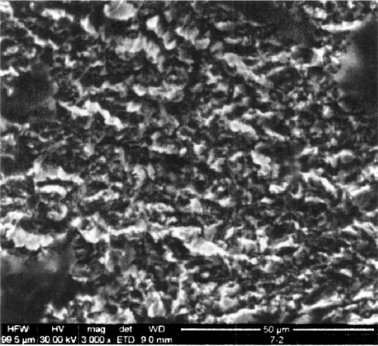 HFW HV mag det WD 50 µm
99.5 µm 30.00 kV 3 000 x ETD 9.0 mm 7-2